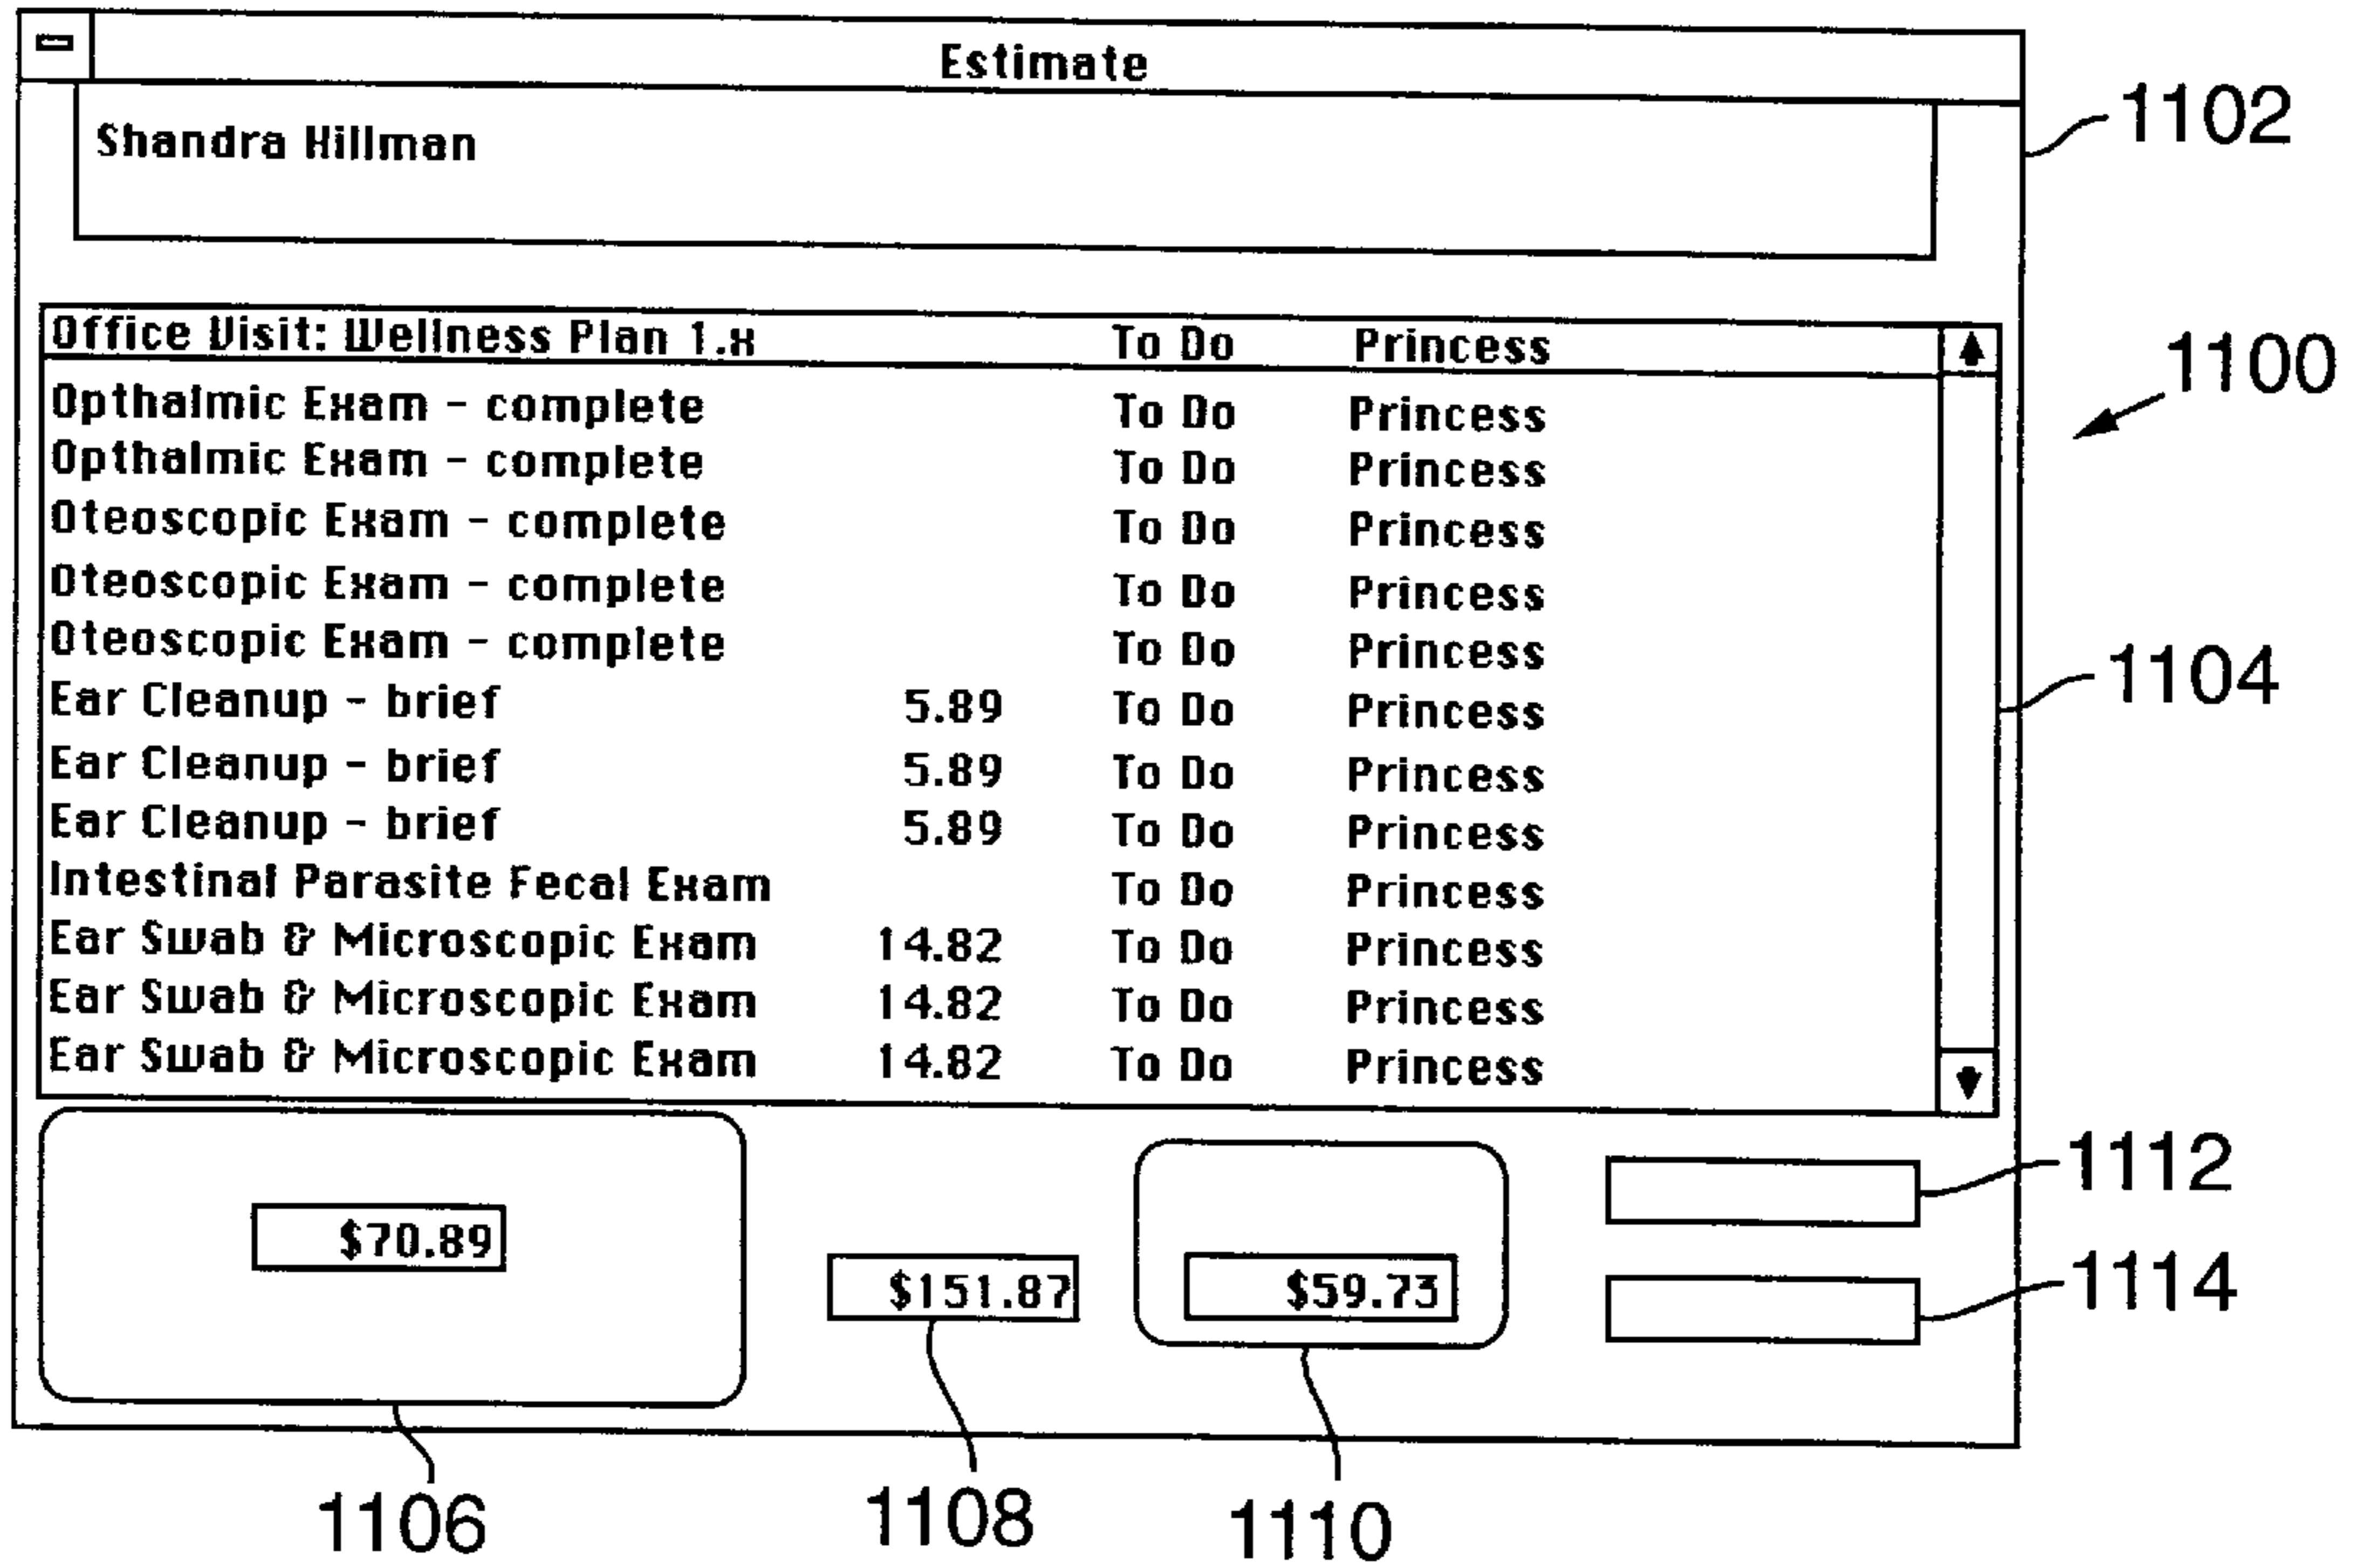 Estimate
1102
Shandra Hillman
Office Visit: Wellness Plan 1.x To Do Princess
1100
Opthalmic Exam - complete To Do Princess
Opthalmic Exam - complete To Do Princess
Oteoscopic Exam - complete To Do Princess
Oteoscopic Exam - complete To Do Princess
Oteoscopic Exam - complete To Do Princess
1104
Ear Cleanup - brief 5.89 To Do Princess
Ear Cleanup - brief 5.89 To Do Princess
Ear Cleanup - brief 5.89 To Do Princess
Intestinal Parasite Fecal Exam To Do Princess
Ear Swab & Microscopic Exam 14.82 To Do Princess
Ear Swab & Microscopic Exam 14.82 To Do Princess
Ear Swab & Microscopic Exam 14.82 To Do Princess
1112
$70.89
$151.87 $59.73
1114
1106 1108 1110